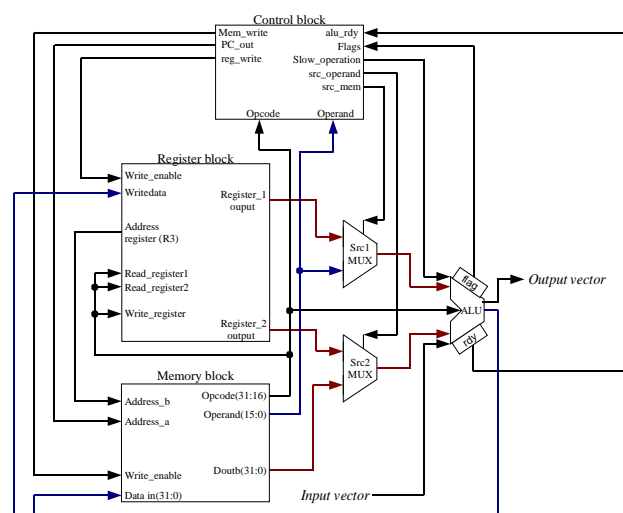 Control block
Mem_write
alu_rdy
PC_out
Flags
reg_write
Slow_operation
src_operand
src_mem
Opcode
Operand
Register block
Write_enable
Writedata
Register_1
ouput
Address
register (R3)
Src1
MUX
Read_register1
Read_register2
Write_register
flag
Output vector
ALU
rdy
Register_2
output
Src2
MUX
Memory block
Opcode(31:16)
Address_b
Operand(15:0)
Address_a
Doutb(31:0)
Write_enable
Data in(31:0)
Input vector